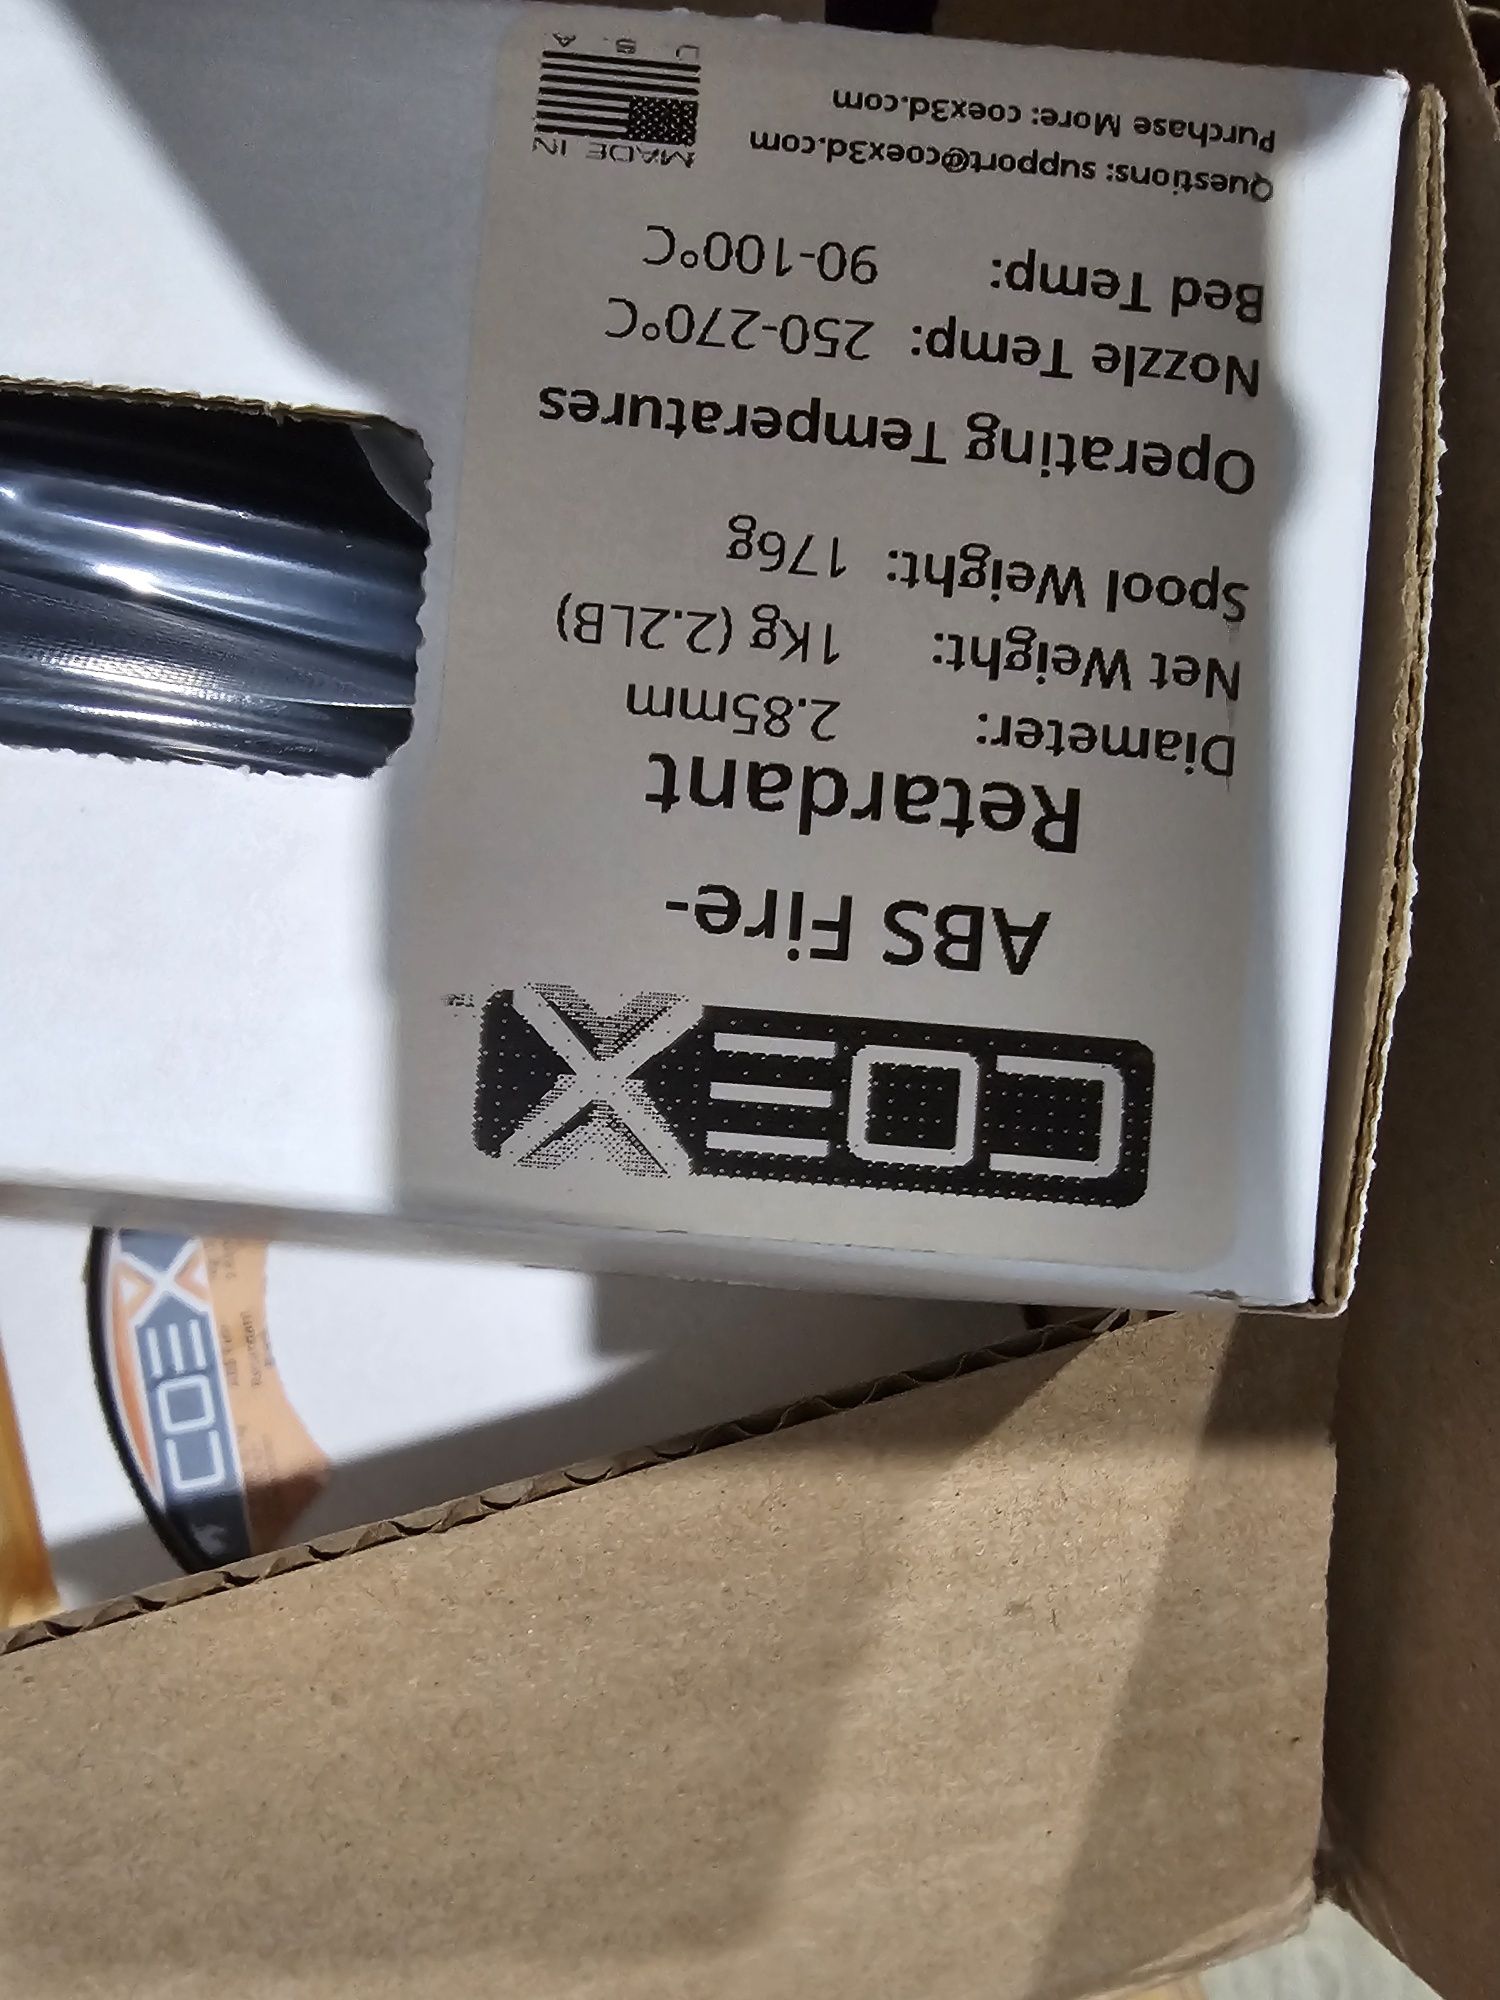 COEX
ABS Fire-
Retardant
Diameter: 2.85mm
Net Weight: 1Kg (2.2LB)
Spool Weight: 176g
Operating Temperatures
Nozzle Temp: 250-270°C
Bed Temp: 90-100°C
Questions: support@coex3d.com
Purchase More: coex3d.com
MADE IN
U. S. A
COEX